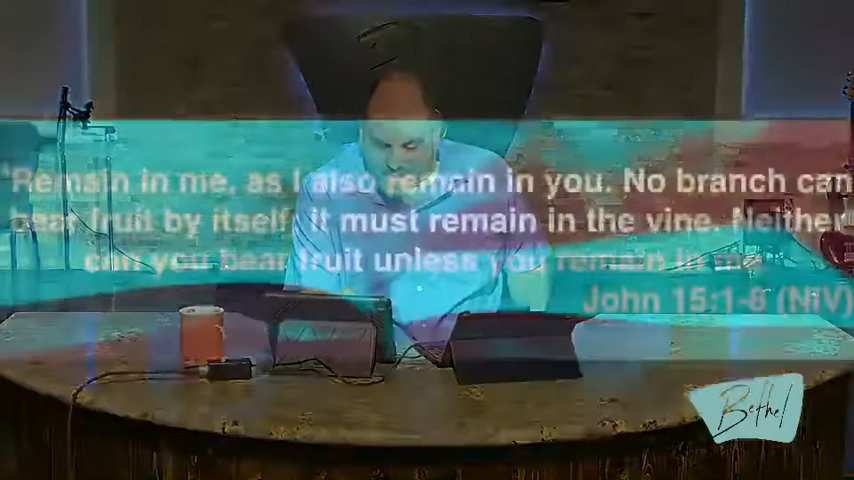 "Remain in me, as I also remain in you. No branch can
bear fruit by itself; it must remain in the vine. Neither
can you bear fruit unless you remain in me.
John 15:1-8 (NIV)
Bethel